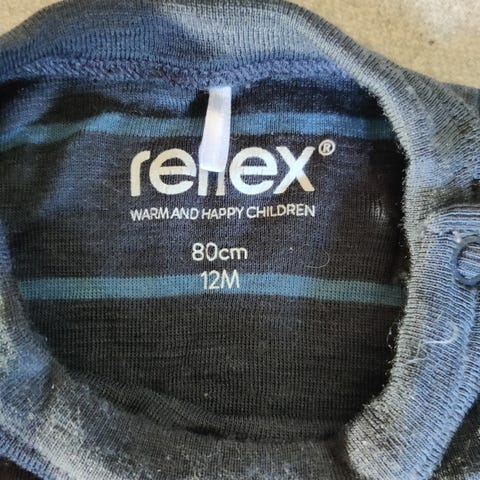 reflex®
WARM AND HAPPY CHILDREN
80cm
12M